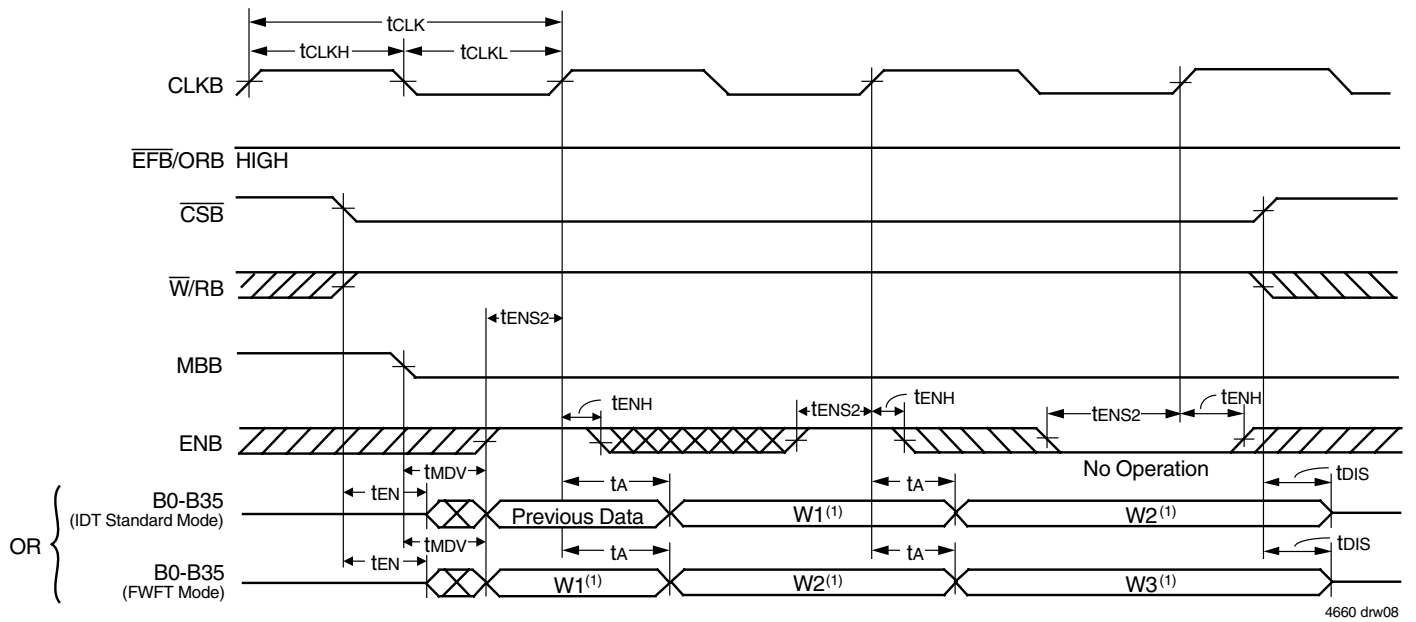 tCLK
tCLKH
tCLKL
CLKB
EFB/ORB HIGH
CSB
W/RB
tENS2
MBB
tENH
tENS2
tENH
tENS2
tENH
ENB
No Operation
tMDV
tEN
tA
tA
tDIS
B0-B35
(IDT Standard Mode)
Previous Data
W1(1)
W2(1)
OR
tMDV
tEN
tA
tA
tDIS
B0-B35
(FWFT Mode)
W1(1)
W2(1)
W3(1)
4660 drw08